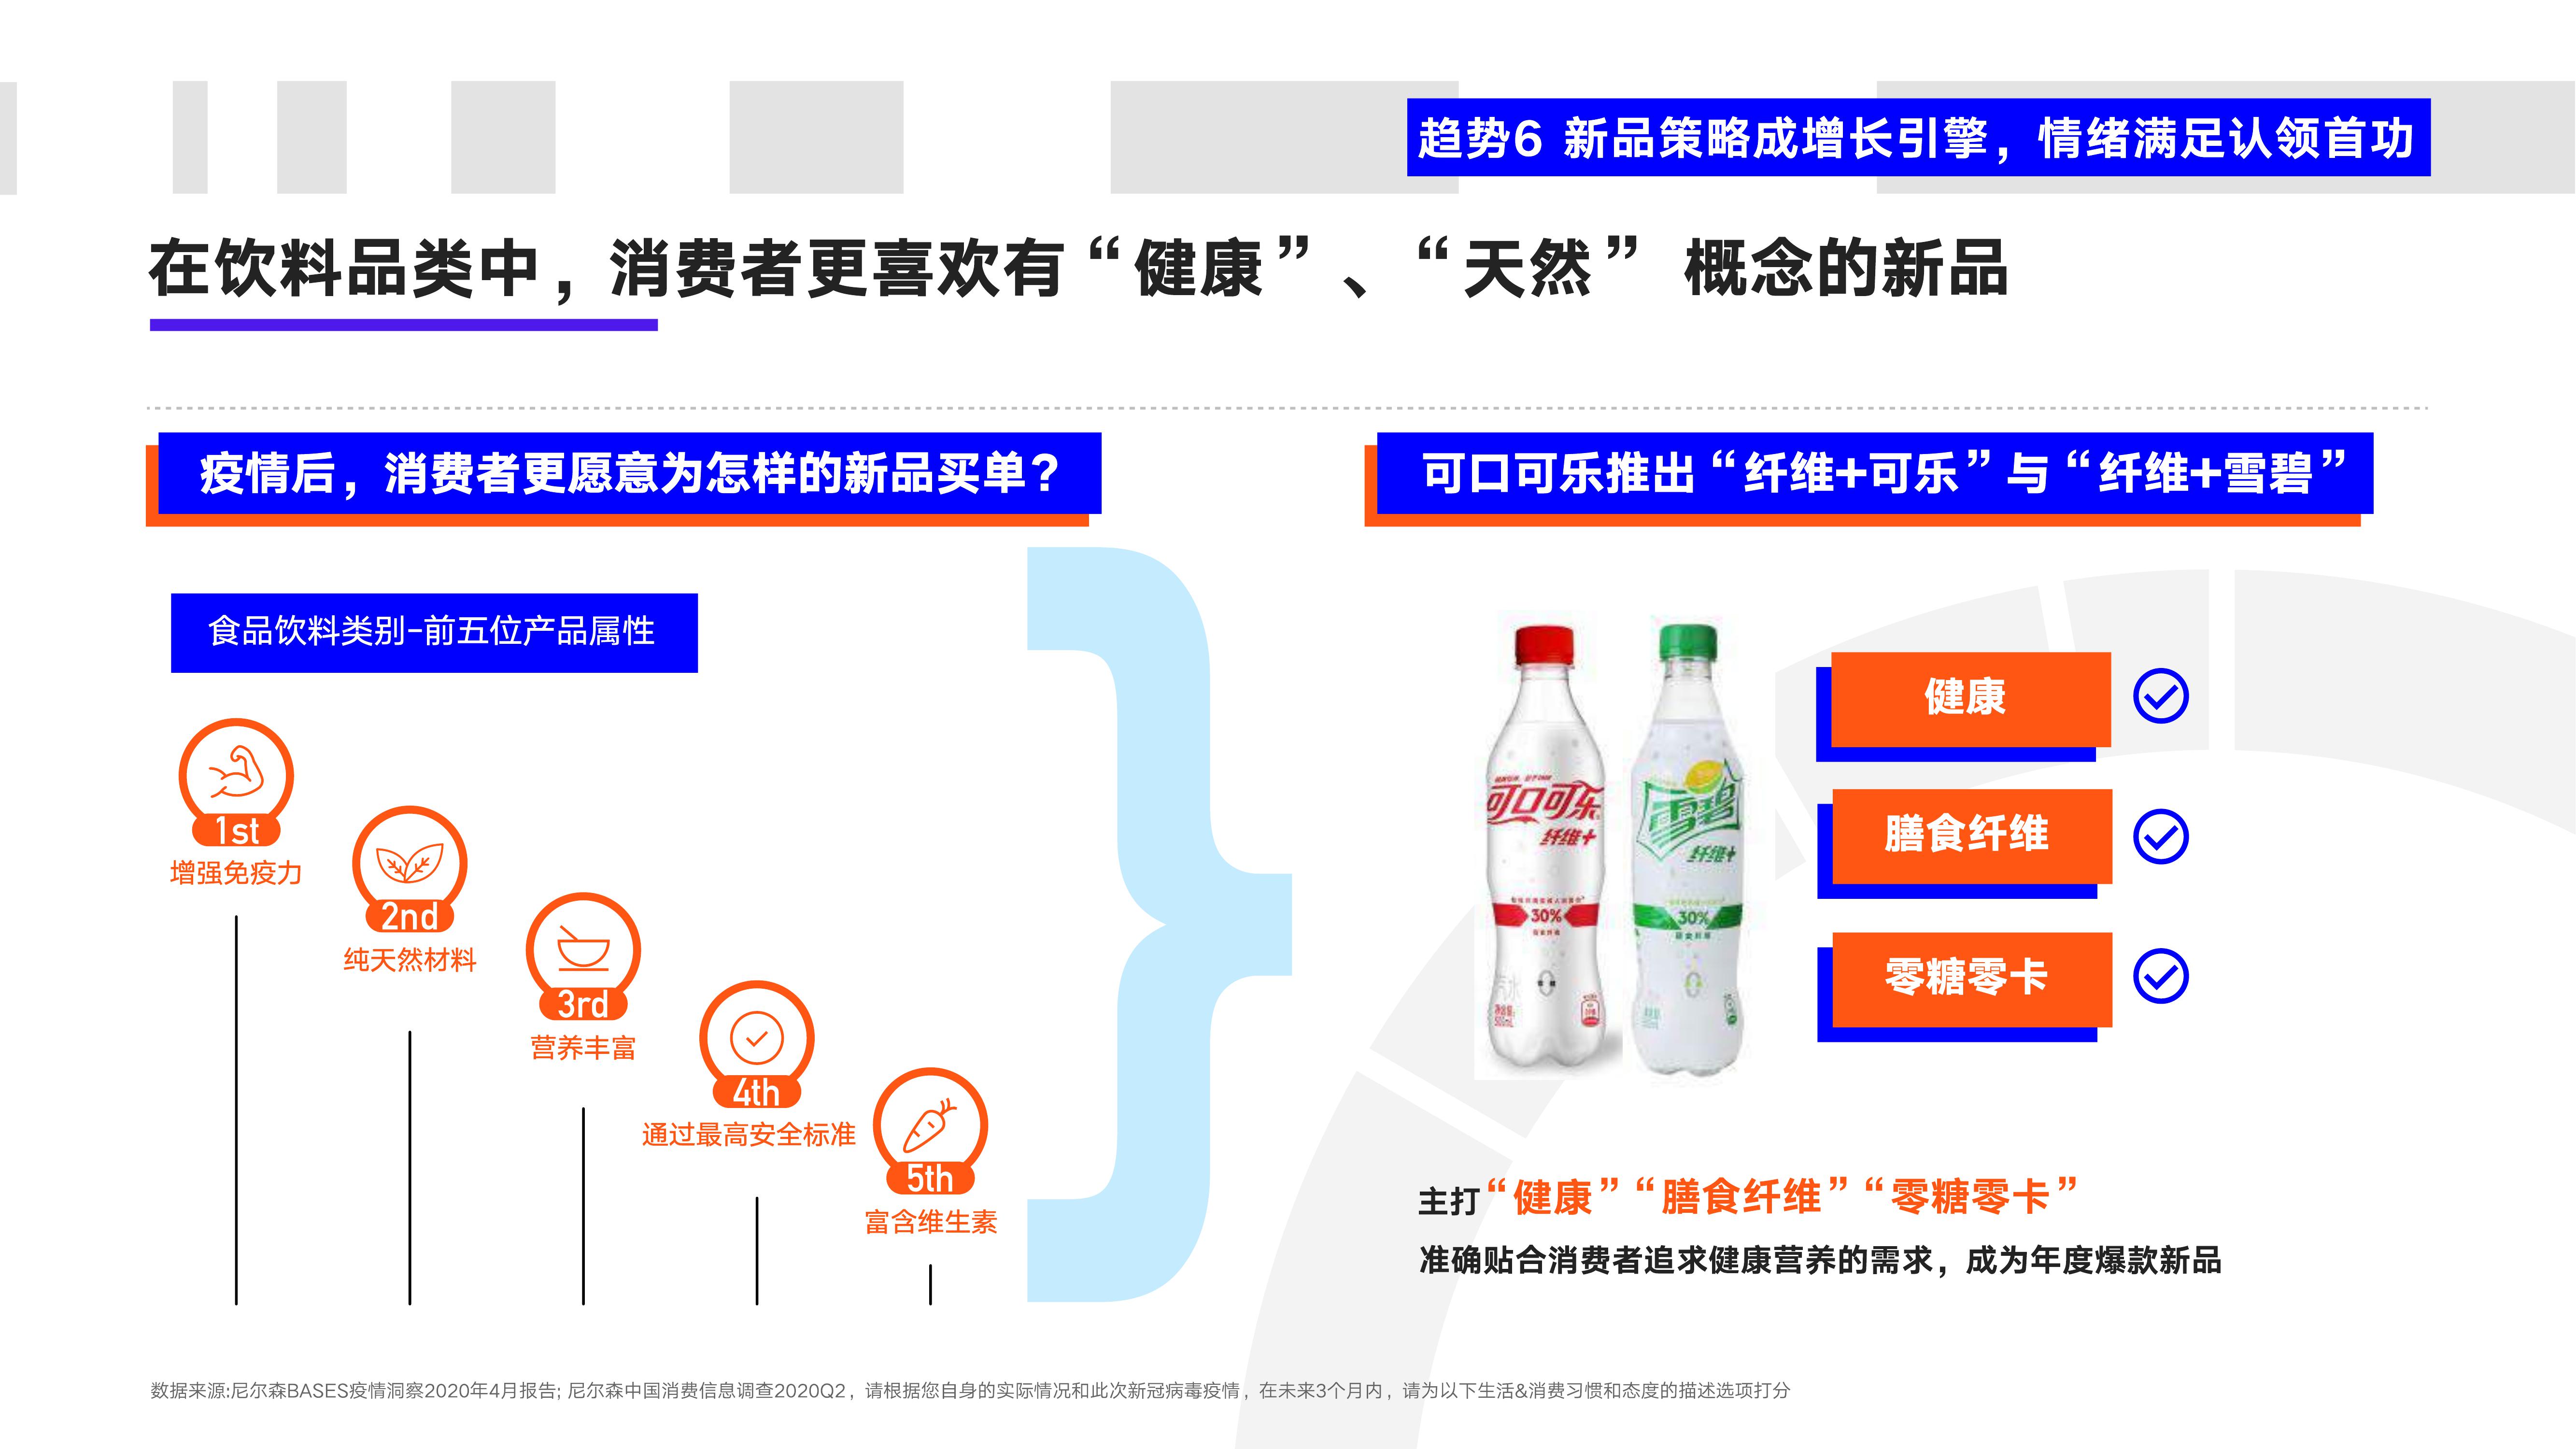 趋势6 新品策略成增长引擎，情绪满足认领首功
在饮料品类中，消费者更喜欢有“健康”、“天然” 概念的新品
疫情后，消费者更愿意为怎样的新品买单？
食品饮料类别-前五位产品属性
1st
增强免疫力
2nd
纯天然材料
3rd
营养丰富
4th
通过最高安全标准
5th
富含维生素
可口可乐推出“纤维+可乐”与“纤维+雪碧”
可口可乐
纤维+
30%
雪碧
纤维+
30%
健康
膳食纤维
零糖零卡
主打“健康”“膳食纤维”“零糖零卡”
准确贴合消费者追求健康营养的需求，成为年度爆款新品
数据来源:尼尔森BASES疫情洞察2020年4月报告; 尼尔森中国消费信息调查2020Q2，请根据您自身的实际情况和此次新冠病毒疫情，在未来3个月内，请为以下生活&消费习惯和态度的描述选项打分